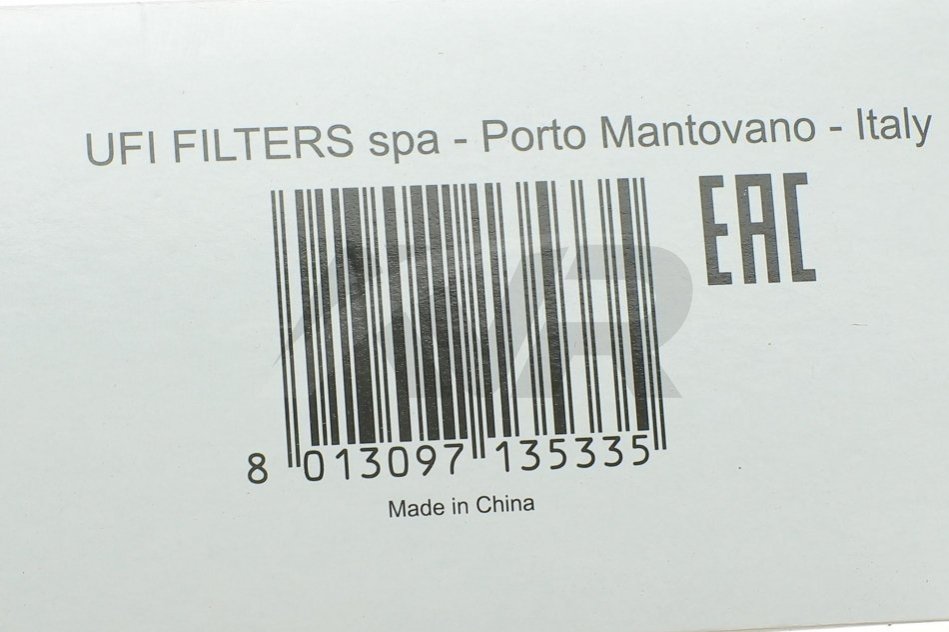 UFI FILTERS spa - Porto Mantovano - Italy
EAC
8 013097 135335
Made in China